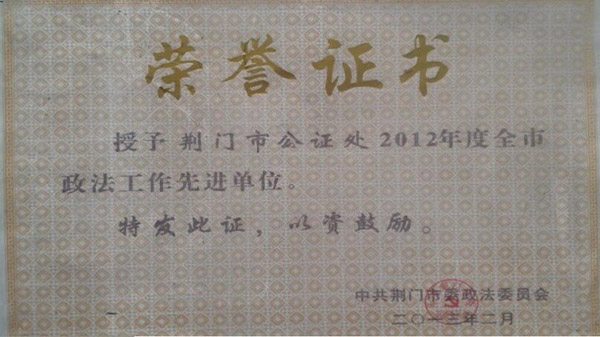 荣誉证书
授予荆门市公证处2012年度全市
政法工作先进单位。
特发此证，以资鼓励。
中共荆门市委政法委员会
二〇一三年二月